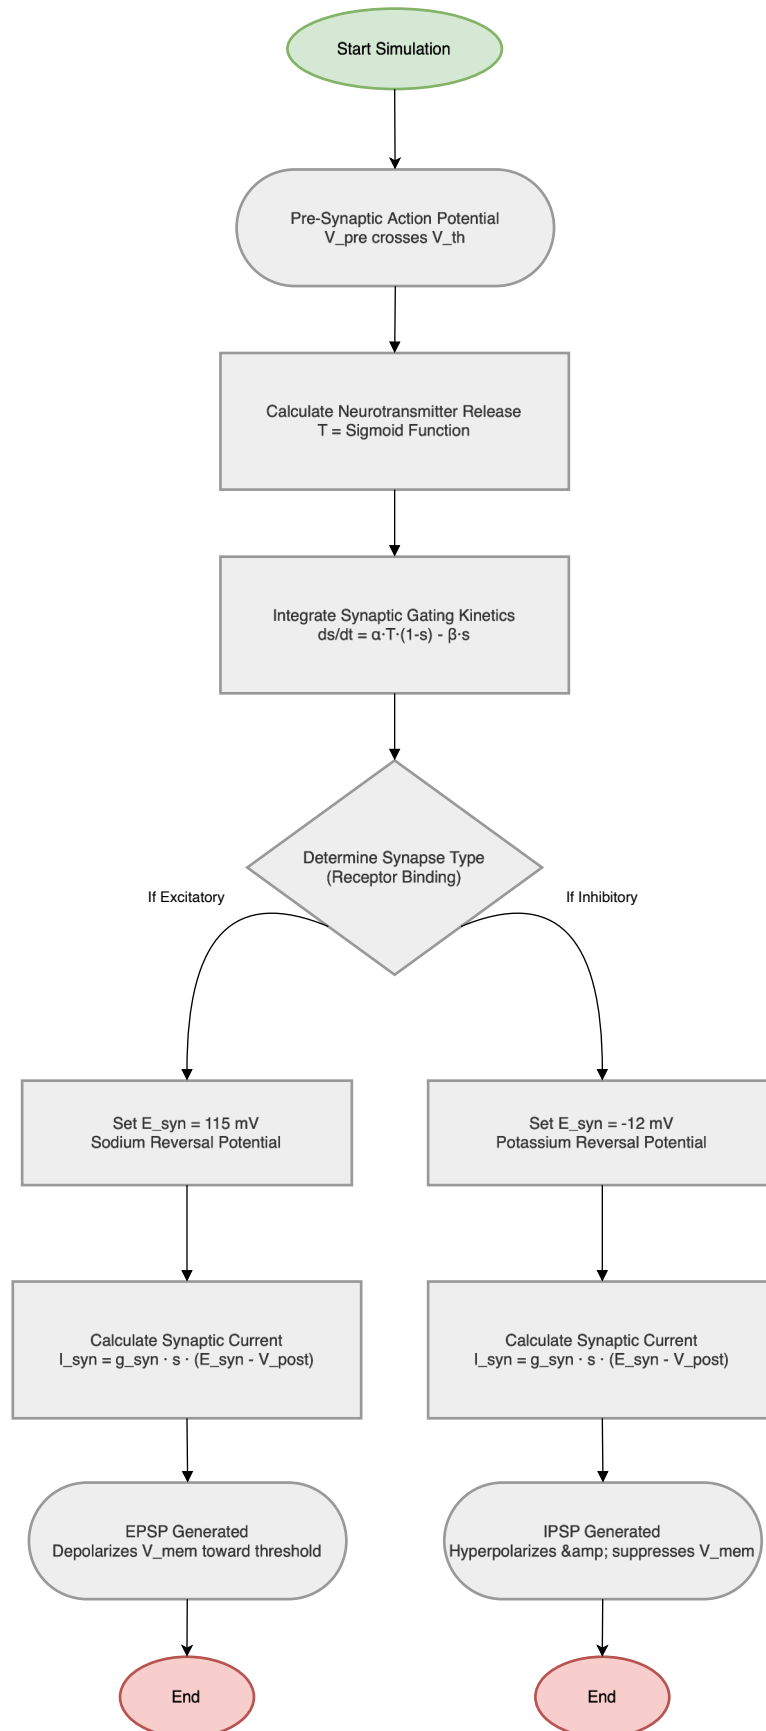 Start Simulation
Pre-Synaptic Action Potential
V_pre crosses V_th
Calculate Neurotransmitter Release
T = Sigmoid Function
Integrate Synaptic Gating Kinetics
ds/dt = α·T·(1-s) - β·s
Determine Synapse Type
(Receptor Binding)
If Excitatory
If Inhibitory
Set E_syn = 115 mV
Sodium Reversal Potential
Set E_syn = -12 mV
Potassium Reversal Potential
Calculate Synaptic Current
I_syn = g_syn · s · (E_syn - V_post)
Calculate Synaptic Current
I_syn = g_syn · s · (E_syn - V_post)
EPSP Generated
Depolarizes V_mem toward threshold
IPSP Generated
Hyperpolarizes &amp; suppresses V_mem
End
End